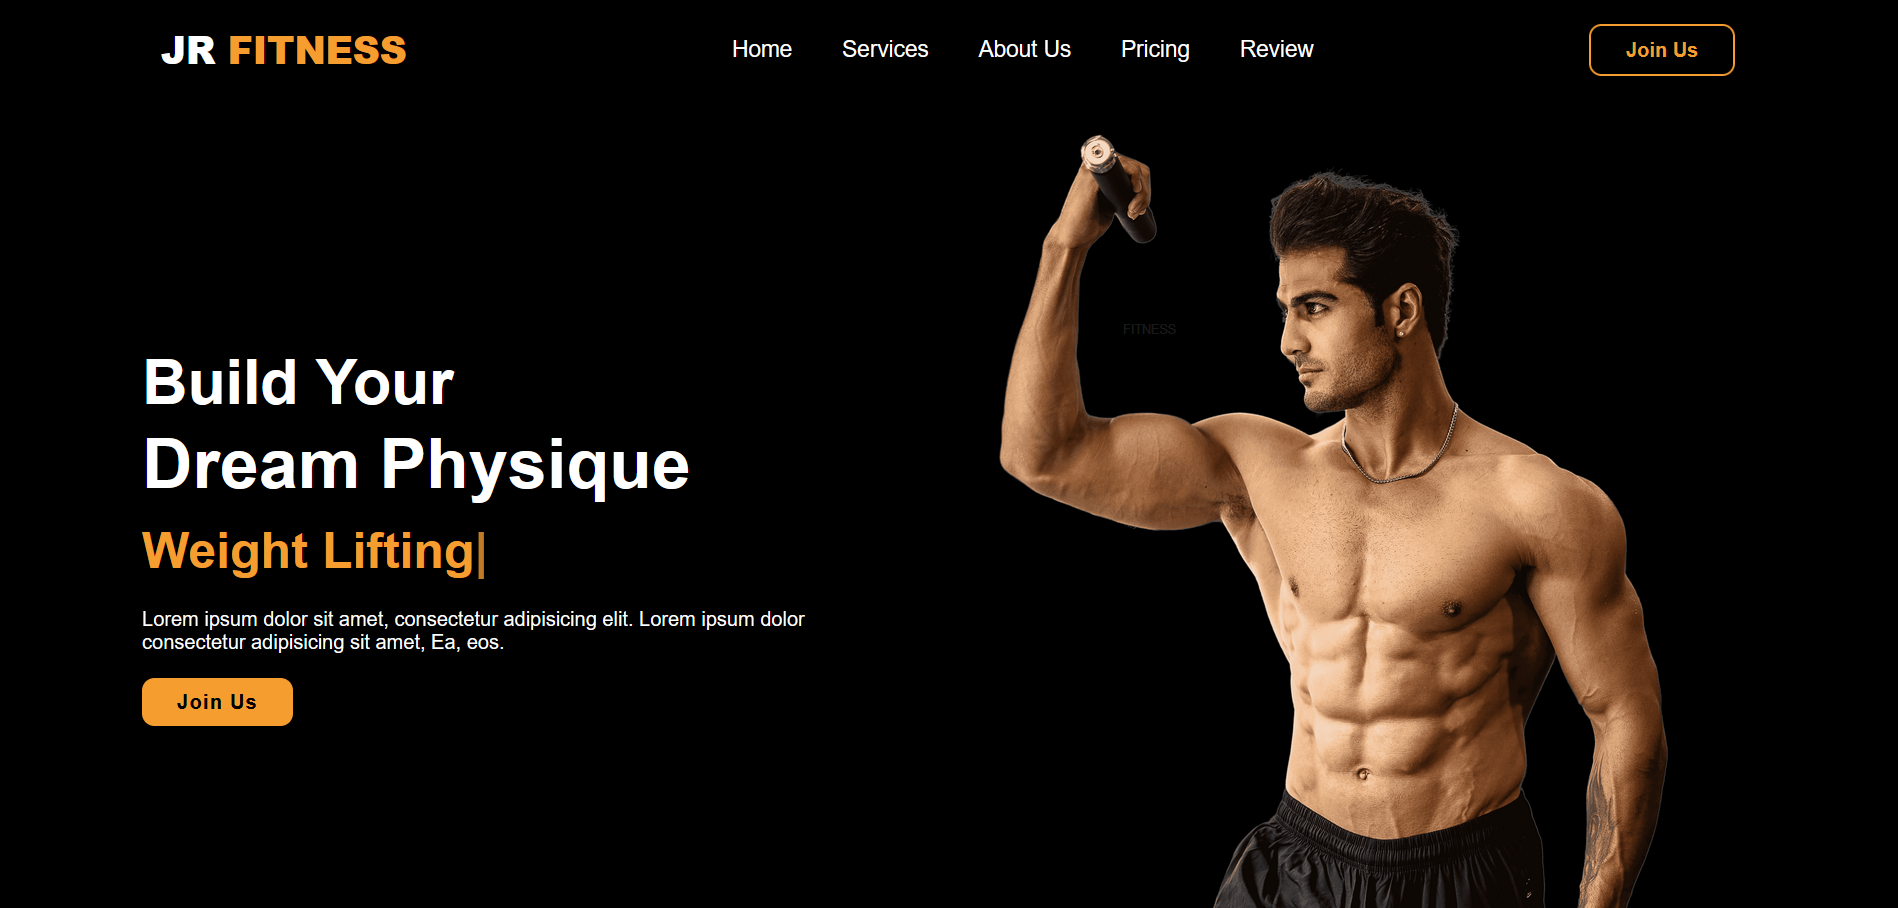 JR FITNESS
Home Services About Us Pricing Review
Join Us
FITNESS
Build Your
Dream Physique
Weight Lifting|
Lorem ipsum dolor sit amet, consectetur adipisicing elit. Lorem ipsum dolor
consectetur adipisicing sit amet, Ea, eos.
Join Us